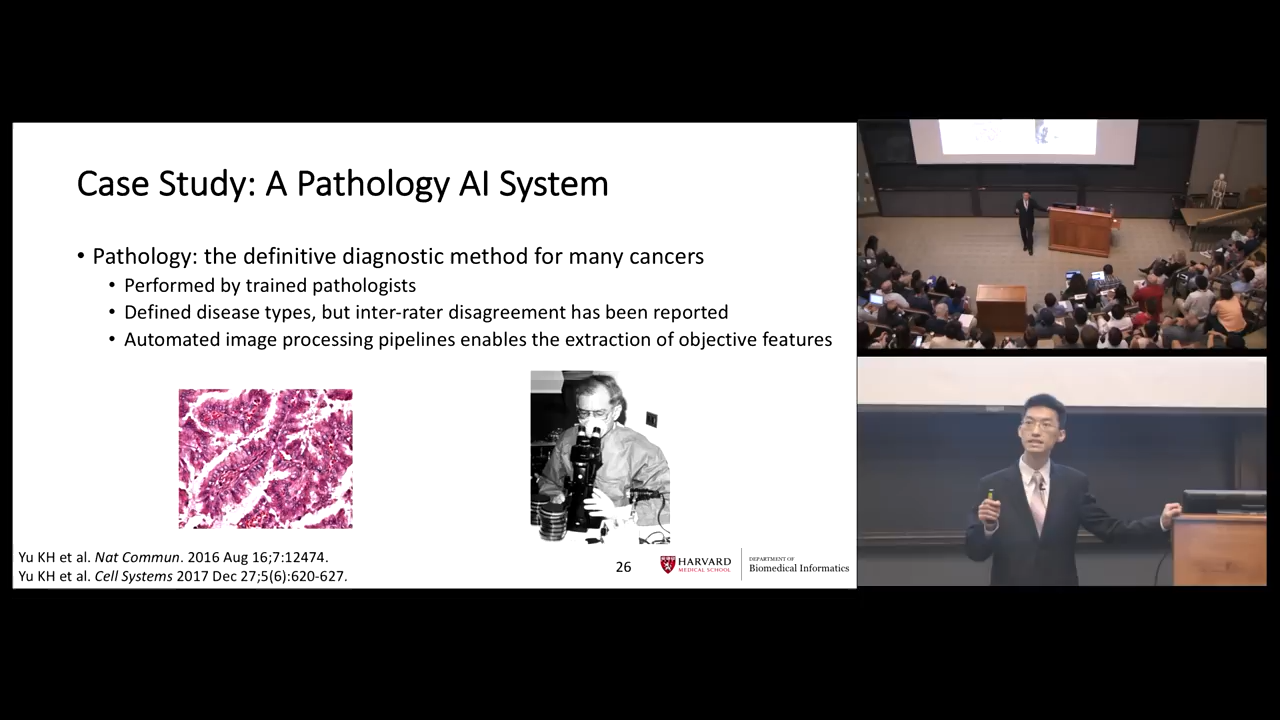 Case Study: A Pathology AI System
• Pathology: the definitive diagnostic method for many cancers
• Performed by trained pathologists
• Defined disease types, but inter-rater disagreement has been reported
• Automated image processing pipelines enables the extraction of objective features
Yu KH et al. Nat Commun. 2016 Aug 16;7:12474.
Yu KH et al. Cell Systems 2017 Dec 27;5(6):620-627.
26
HARVARD
MEDICAL SCHOOL
DEPARTMENT OF
Biomedical Informatics